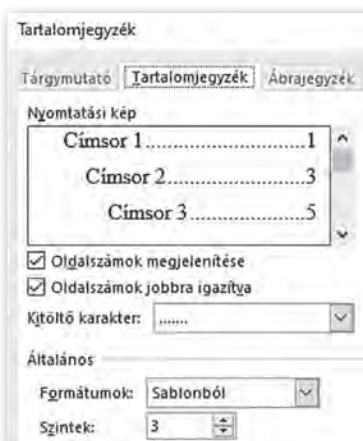 Tartalomjegyzék
Tárgymutató Tartalomjegyzék Ábrajegyzék
Nyomtatási kép
Címsor 1..............................1
Címsor 2.......................3
Címsor 3...................5
Oldalszámok megjelenítése
Oldalszámok jobbra igazítva
Kitöltő karakter: .......
Általános
Formátumok: Sablonból
Szintek: 3